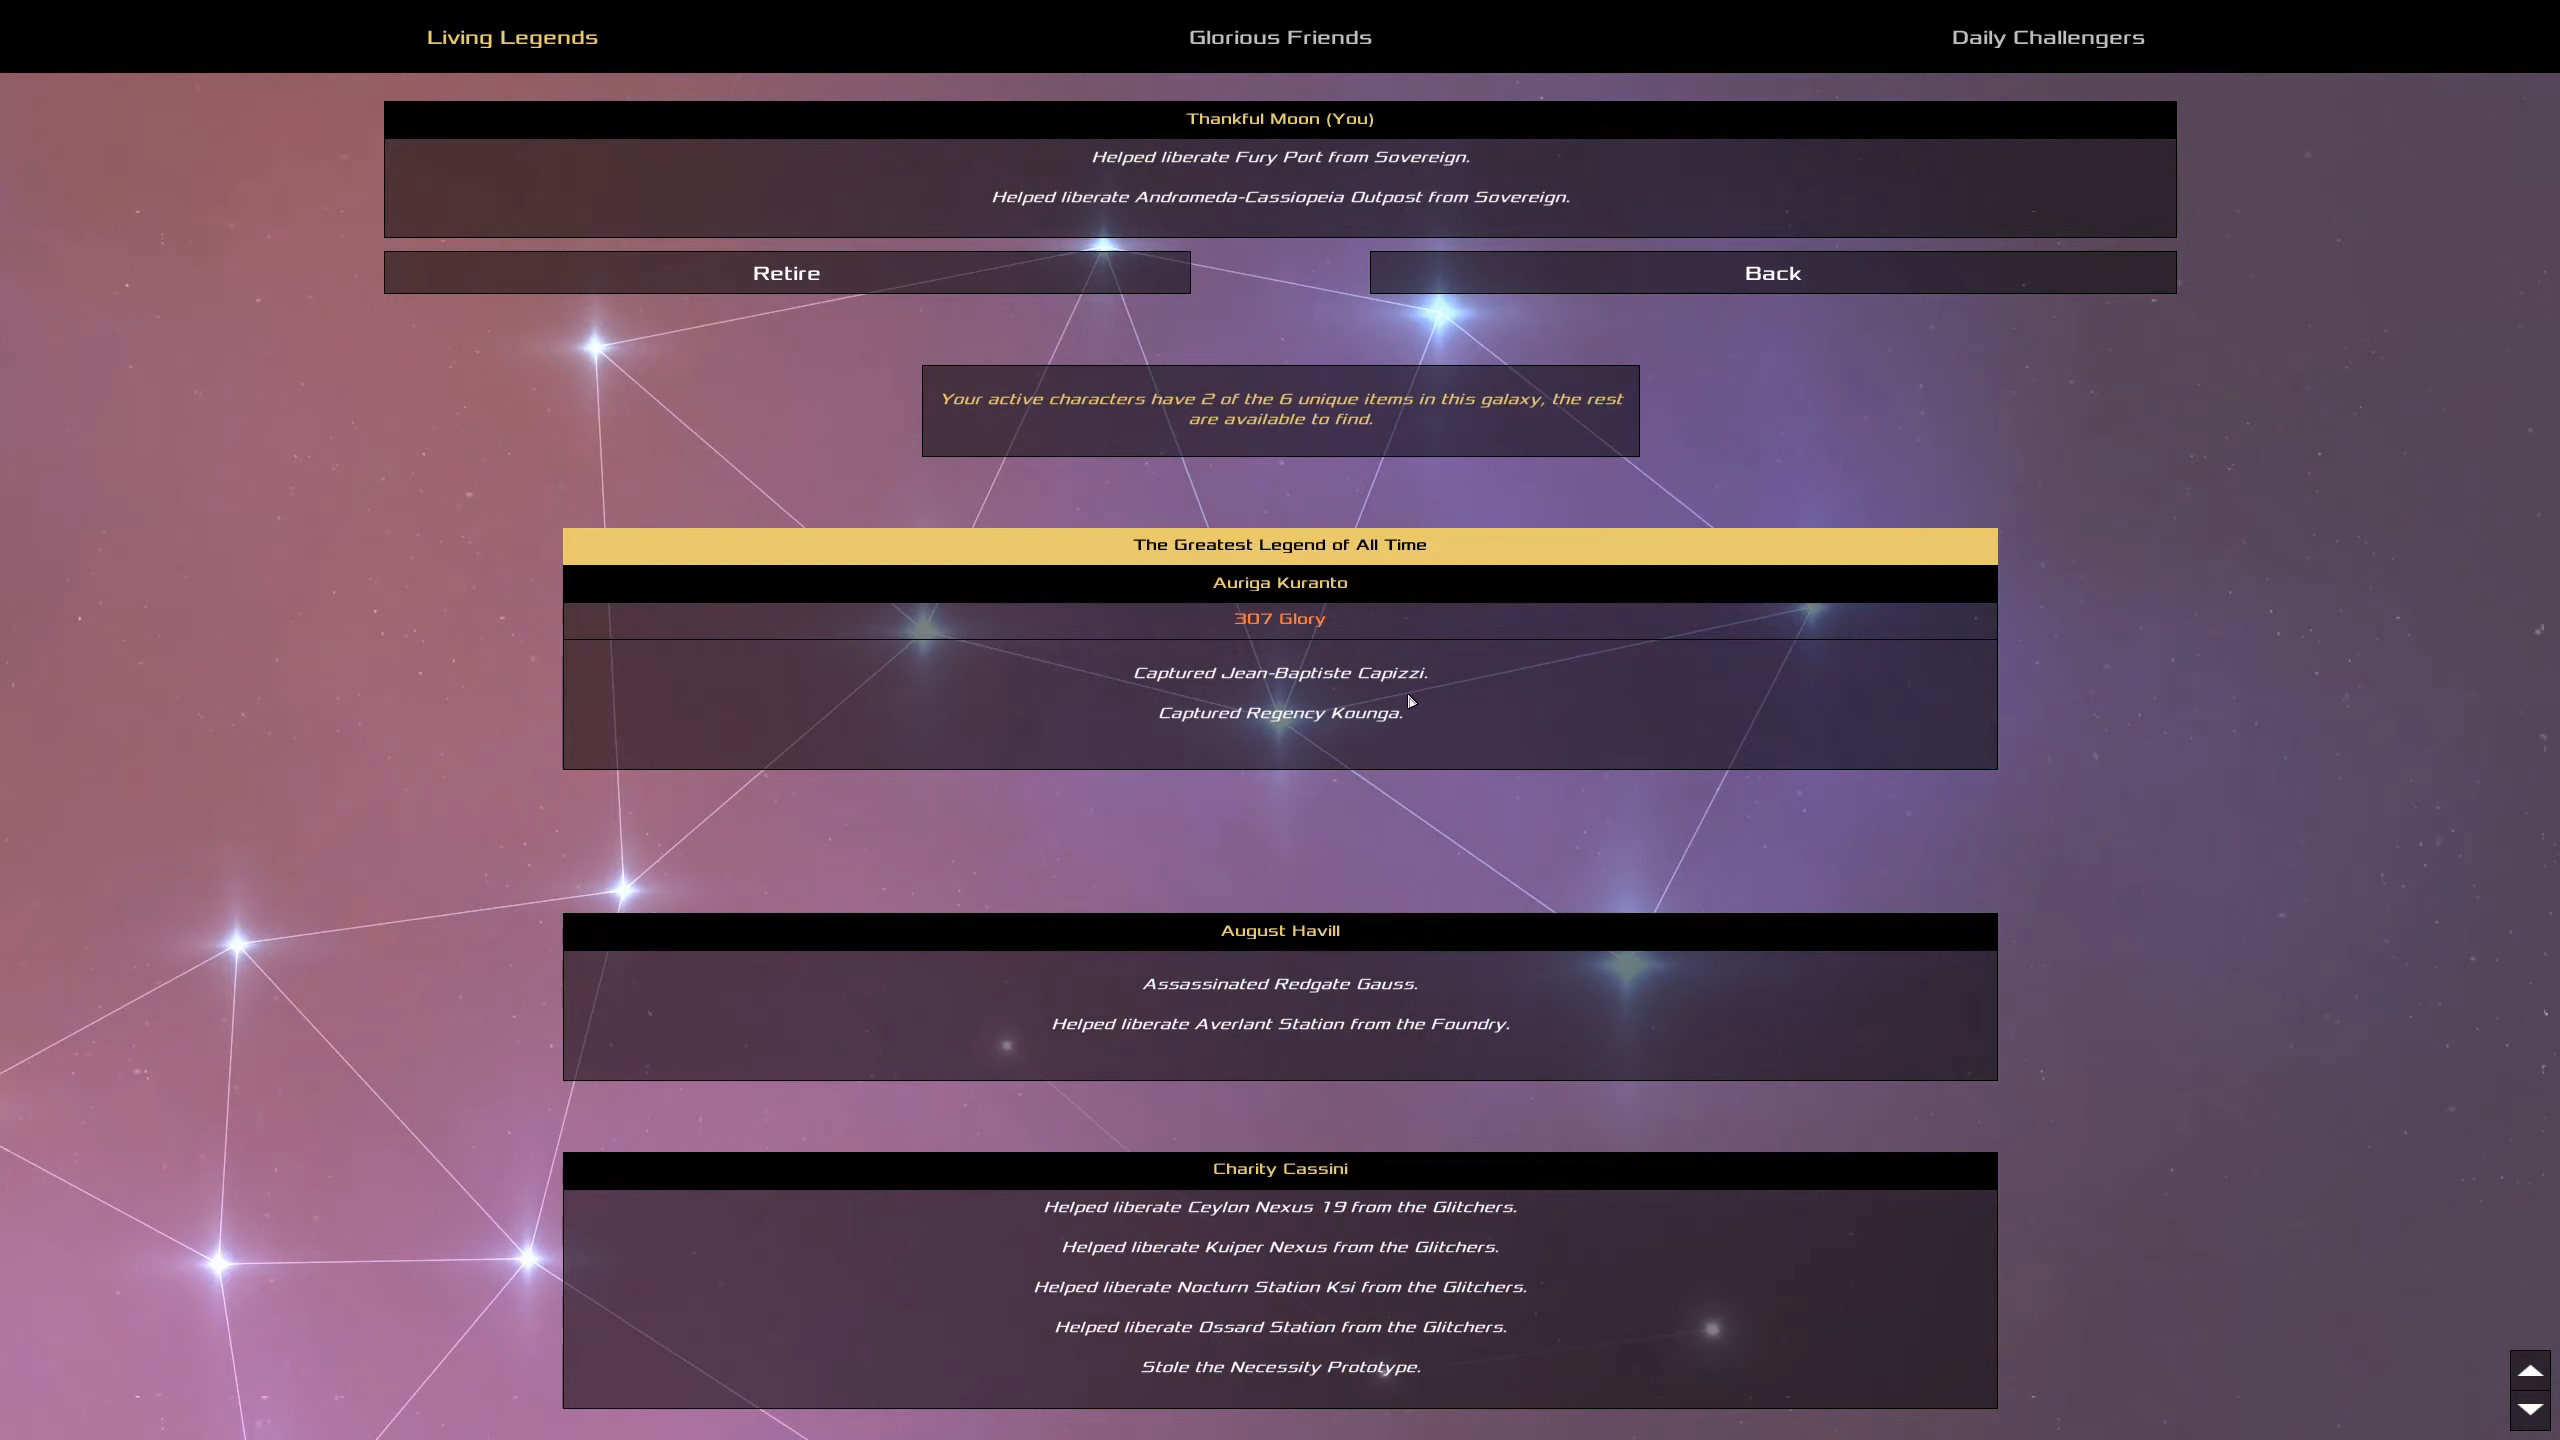 Living Legends
Glorious Friends
Daily Challengers
Thankful Moon (You)
Helped liberate Fury Port from Sovereign.
Helped liberate Andromeda-Cassiopeia Outpost from Sovereign.
Retire
Back
Your active characters have 2 of the 6 unique items in this galaxy, the rest
are available to find.
The Greatest Legend of All Time
Auriga Kuranto
307 Glory
Captured Jean-Baptiste Capizzi.
Captured Regency Kounga.
August Havill
Assassinated Redgate Gauss.
Helped liberate Averlant Station from the Foundry.
Charity Cassini
Helped liberate Ceylon Nexus 19 from the Glitchers.
Helped liberate Kuiper Nexus from the Glitchers.
Helped liberate Nocturn Station Ksi from the Glitchers.
Helped liberate Ossard Station from the Glitchers.
Stole the Necessity Prototype.